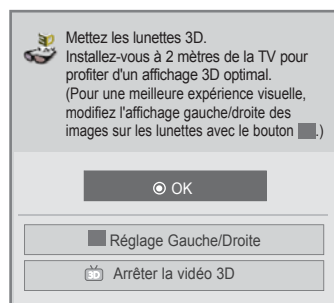 Mettez les lunettes 3D.
Installez-vous à 2 mètres de la TV pour
profiter d'un affichage 3D optimal.
(Pour une meilleure expérience visuelle,
modifiez l'affichage gauche/droite des
images sur les lunettes avec le bouton .)
OK
Réglage Gauche/Droite
3D Arrêter la vidéo 3D